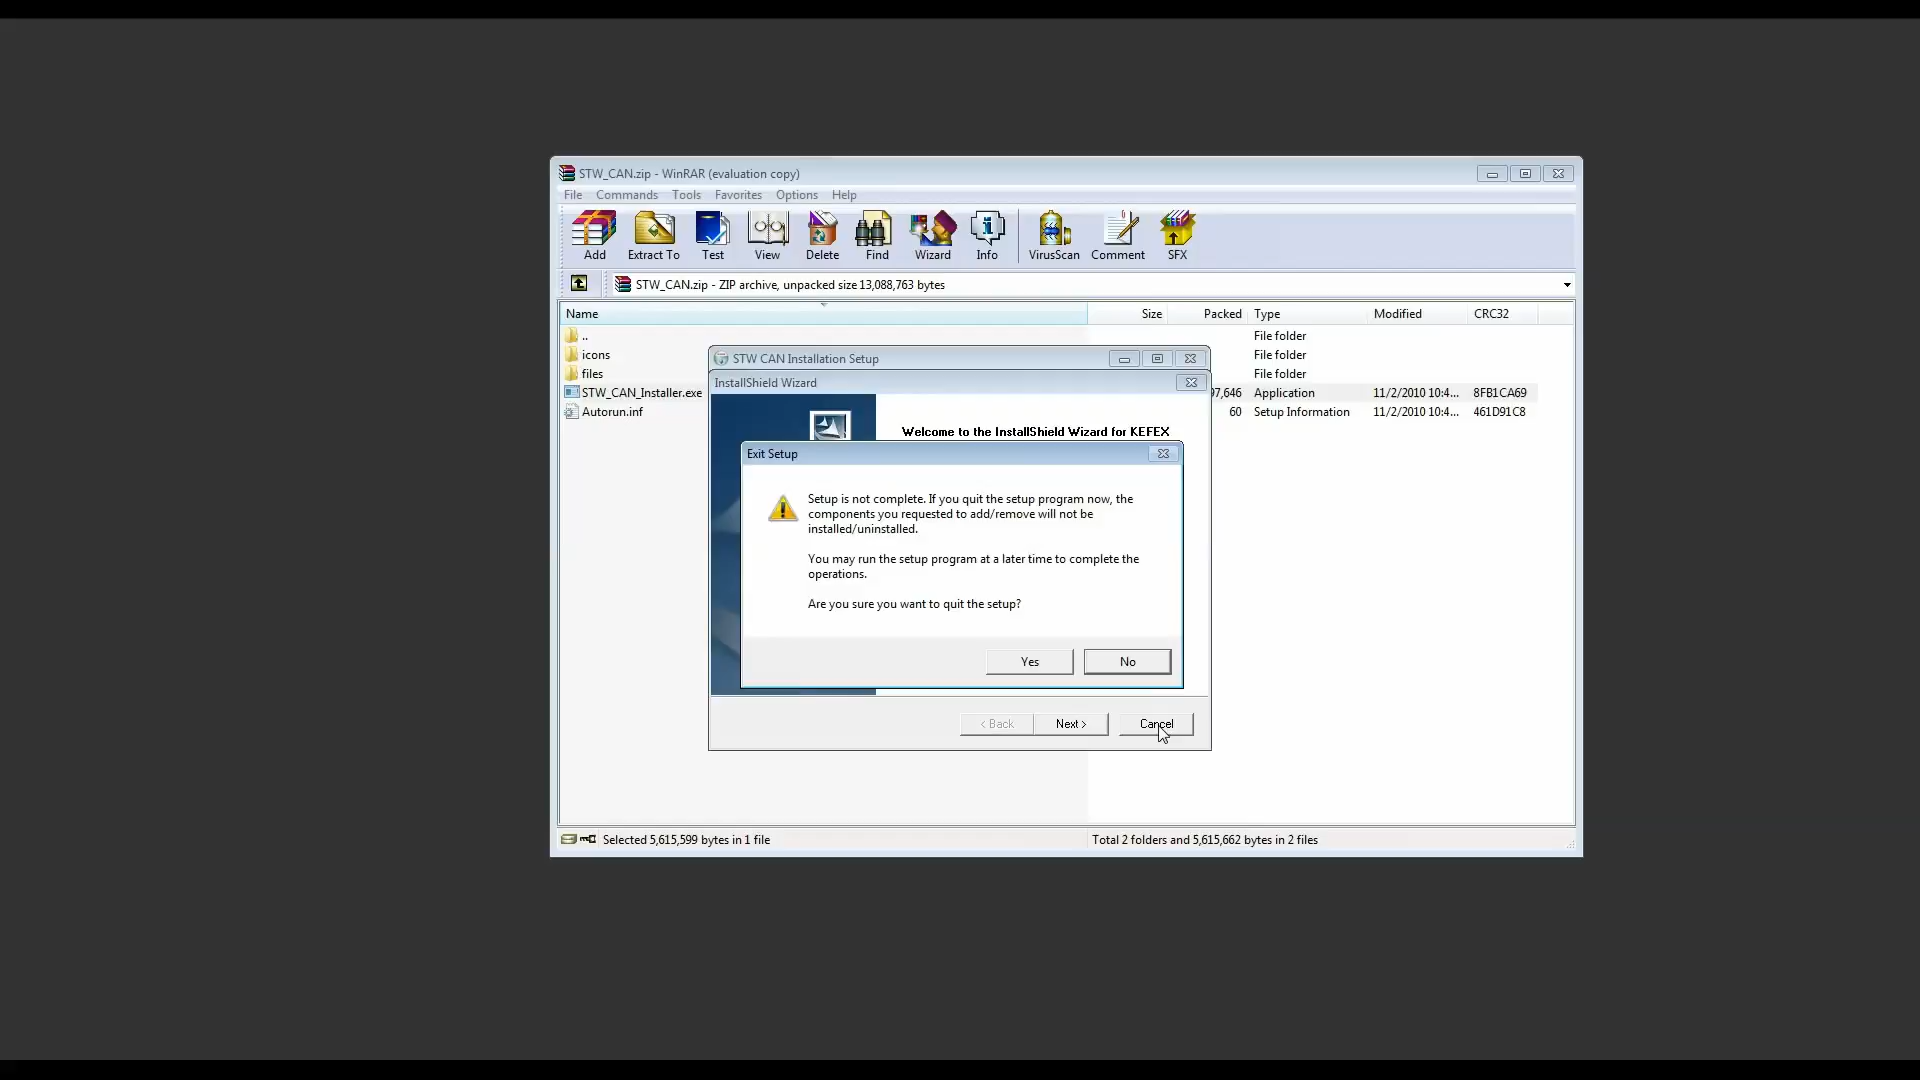 STW_CAN.zip - WinRAR (evaluation copy)
File Commands Tools Favorites Options Help
Add Extract To Test View Delete Find Wizard Info VirusScan Comment SFX
STW_CAN.zip - ZIP archive, unpacked size 13,088,763 bytes
Name Size Packed Type Modified CRC32
.. File folder
icons File folder
files File folder
STW_CAN_Installer.exe 97,646 Application 11/2/2010 10:4... 8FB1CA69
Autorun.inf 60 Setup Information 11/2/2010 10:4... 461D91C8
STW CAN Installation Setup
InstallShield Wizard
Welcome to the InstallShield Wizard for KEFEX
Exit Setup
Setup is not complete. If you quit the setup program now, the
components you requested to add/remove will not be
installed/uninstalled.
You may run the setup program at a later time to complete the
operations.
Are you sure you want to quit the setup?
Yes No
< Back Next > Cancel
Selected 5,615,599 bytes in 1 file Total 2 folders and 5,615,662 bytes in 2 files